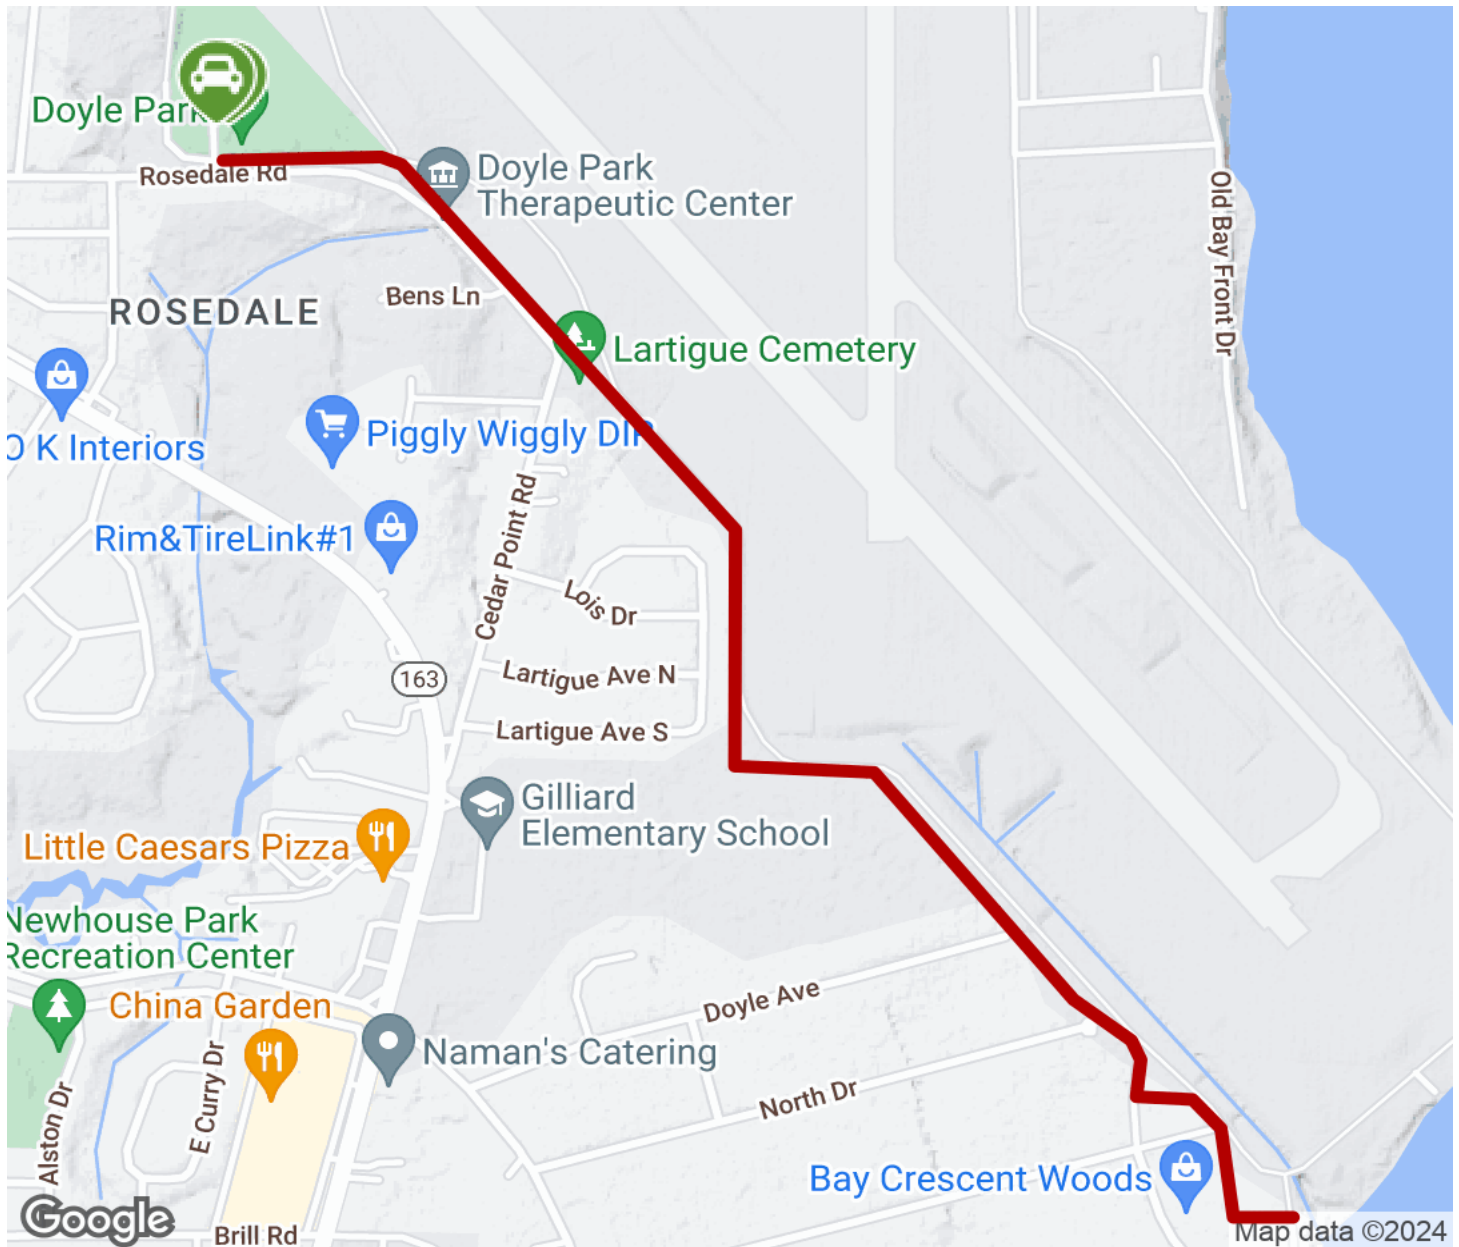 Doyle Park
Rosedale Rd
Doyle Park
Therapeutic Center
Old Bay Front Dr
Bens Ln
ROSEDALE
Lartigue Cemetery
O K Interiors
Piggly Wiggly DIP
Rim&TireLink#1
Cedar Point Rd
Lois Dr
163
Lartigue Ave N
Lartigue Ave S
Gilliard
Elementary School
Little Caesars Pizza
Newhouse Park
Recreation Center
China Garden
Doyle Ave
Naman's Catering
North Dr
E Curry Dr
Alston Dr
Bay Crescent Woods
Google
Brill Rd
Map data ©2024